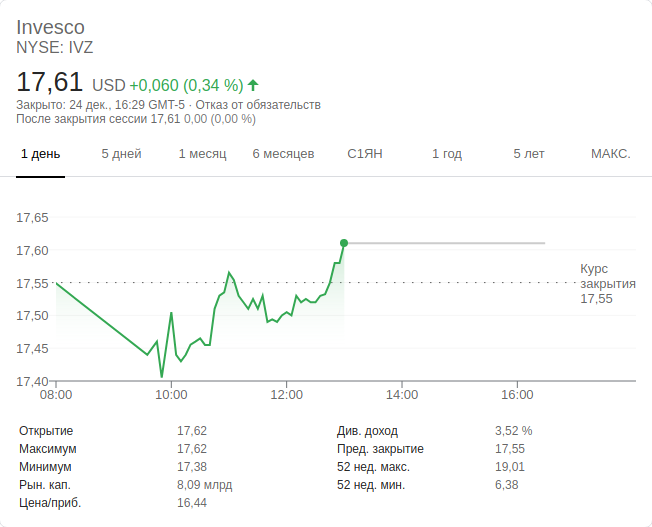 Invesco
NYSE: IVZ
17,61 USD +0,060 (0,34 %)
Закрыто: 24 дек., 16:29 GMT-5 · Отказ от обязательств
После закрытия сессии 17,61 0,00 (0,00 %)
1 день 5 дней 1 месяц 6 месяцев С1ЯН 1 год 5 лет МАКС.
17,65
17,60
17,55
17,50
17,45
17,40
Курс
закрытия
17,55
08:00 10:00 12:00 14:00 16:00
Открытие 17,62 Див. доход 3,52 %
Максимум 17,62 Пред. закрытие 17,55
Минимум 17,38 52 нед. макс. 19,01
Рын. кап. 8,09 млрд 52 нед. мин. 6,38
Цена/приб. 16,44